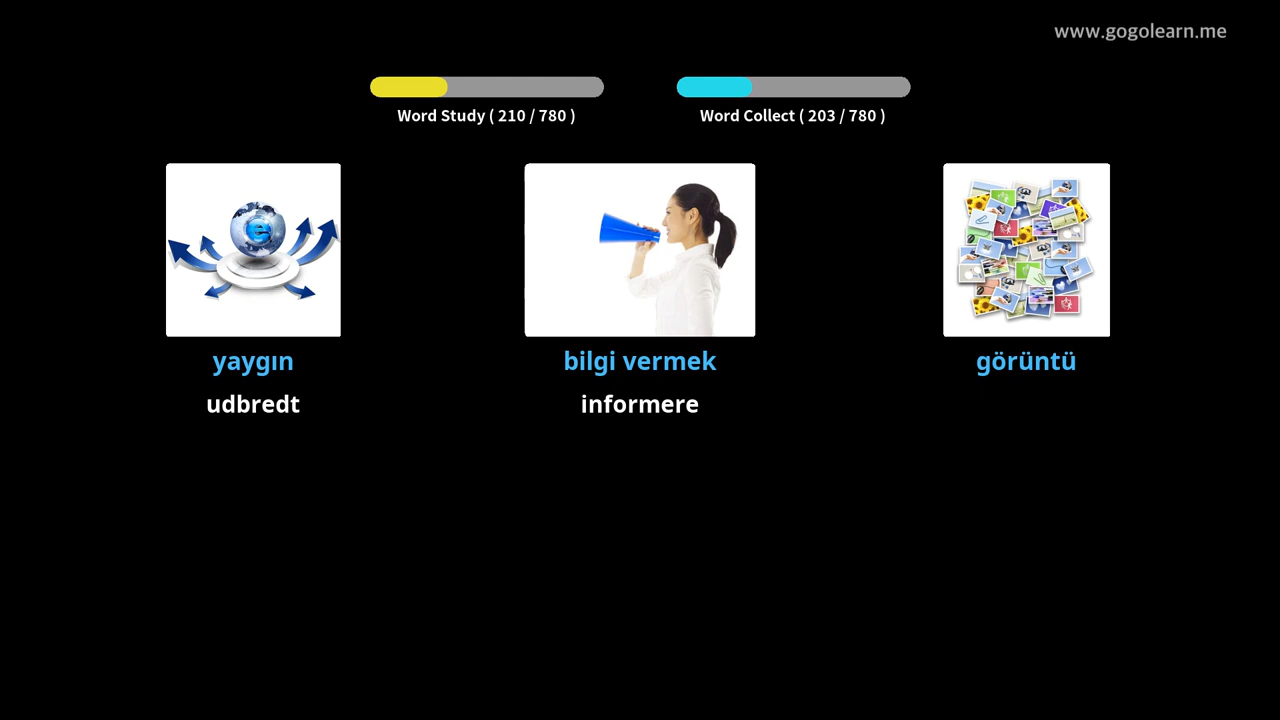 www.gogolearn.me
Word Study ( 210 / 780 )
Word Collect ( 203 / 780 )
e
yaygın
bilgi vermek
görüntü
udbredt
informere